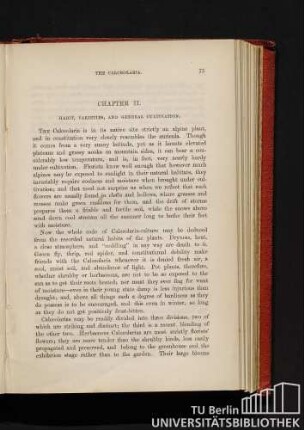 THE CALCEOLARIA. 23
CHAPTER II.
HABIT, VARIETIES, AND GENERAL CULTIVATION.
THE Calceolaria is in its native site strictly an alpine plant,
and in constitution very closely resembles the cineraria. Though
it comes from a very sunny latitude, yet as it haunts elevated
plateaus and grassy nooks on mountain sides, it can bear a con-
siderably low temperature, and is, in fact, very nearly hardy
under cultivation. Florists know well enough that however much
alpines may be exposed to sunlight in their natural habitats, they
invariably require coolness and moisture when brought under cul-
tivation; and that need not surprise us when we reflect that such
flowers are usually found in clefts and hollows, where grasses and
mosses make green cushions for them, and the drift of storms
prepares them a friable and fertile soil, while the snows above
send down cool streams all the summer long to bathe their feet
with moisture.
Now the whole code of Calceolaria-culture may be deduced
from the recorded natural habits of the plants. Dryness, heat,
a close atmosphere, and "coddling" in any way are death to it.
Green fly, thrip, red spider, and constitutional debility make
friends with the Calceolaria whenever it is denied fresh air, a
cool, moist soil, and abundance of light. Pot plants, therefore,
whether shrubby or herbaceous, are not to be so exposed to the
sun as to get their roots baked; nor must they ever flag for want
of moisture—even in their young state damp is less injurious than
drought; and, above all things such a degree of hardiness as they
do possess is to be encouraged, and this even in winter, so long
as they do not get positively frost-bitten.
Calceolarias may be readily divided into three divisions, two of
which are striking and distinct; the third is a mixed blending of
the other two. Herbaceous Calceolarias are most strictly florists'
flowers; they are more tender than the shrubby kinds, less easily
propagated and preserved, and belong to the greenhouse and the
exhibition stage rather than to the garden. Their large blooms
TU Berlin
UNIVERSITÄTSBIBLIOTHEK